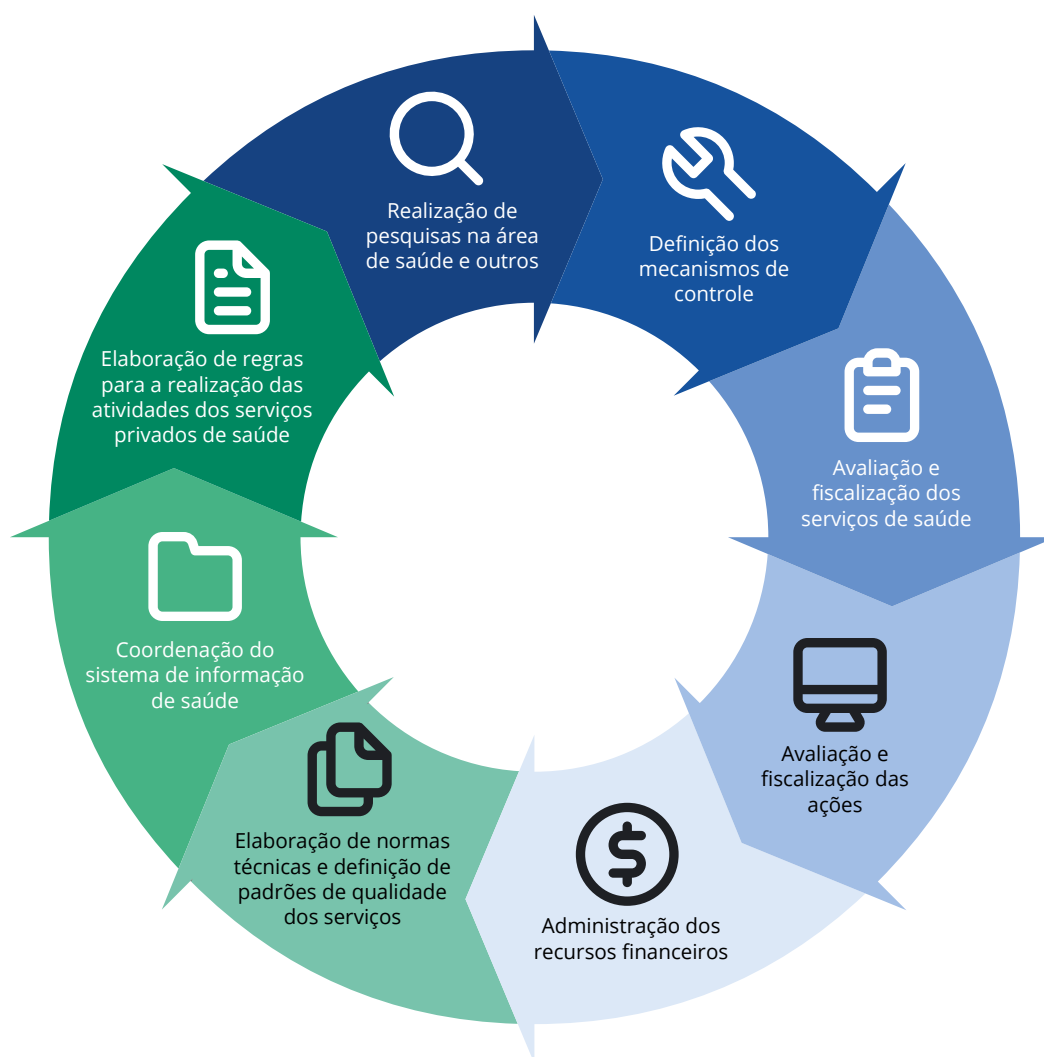 Realização de
pesquisas na área
de saúde e outros
Definição dos
mecanismos de
controle
Avaliação e
fiscalização dos
serviços de saúde
Avaliação e
fiscalização das
ações
Administração dos
recursos financeiros
Elaboração de normas
técnicas e definição de
padrões de qualidade
dos serviços
Coordenação do
sistema de informação
de saúde
Elaboração de regras
para a realização das
atividades dos serviços
privados de saúde